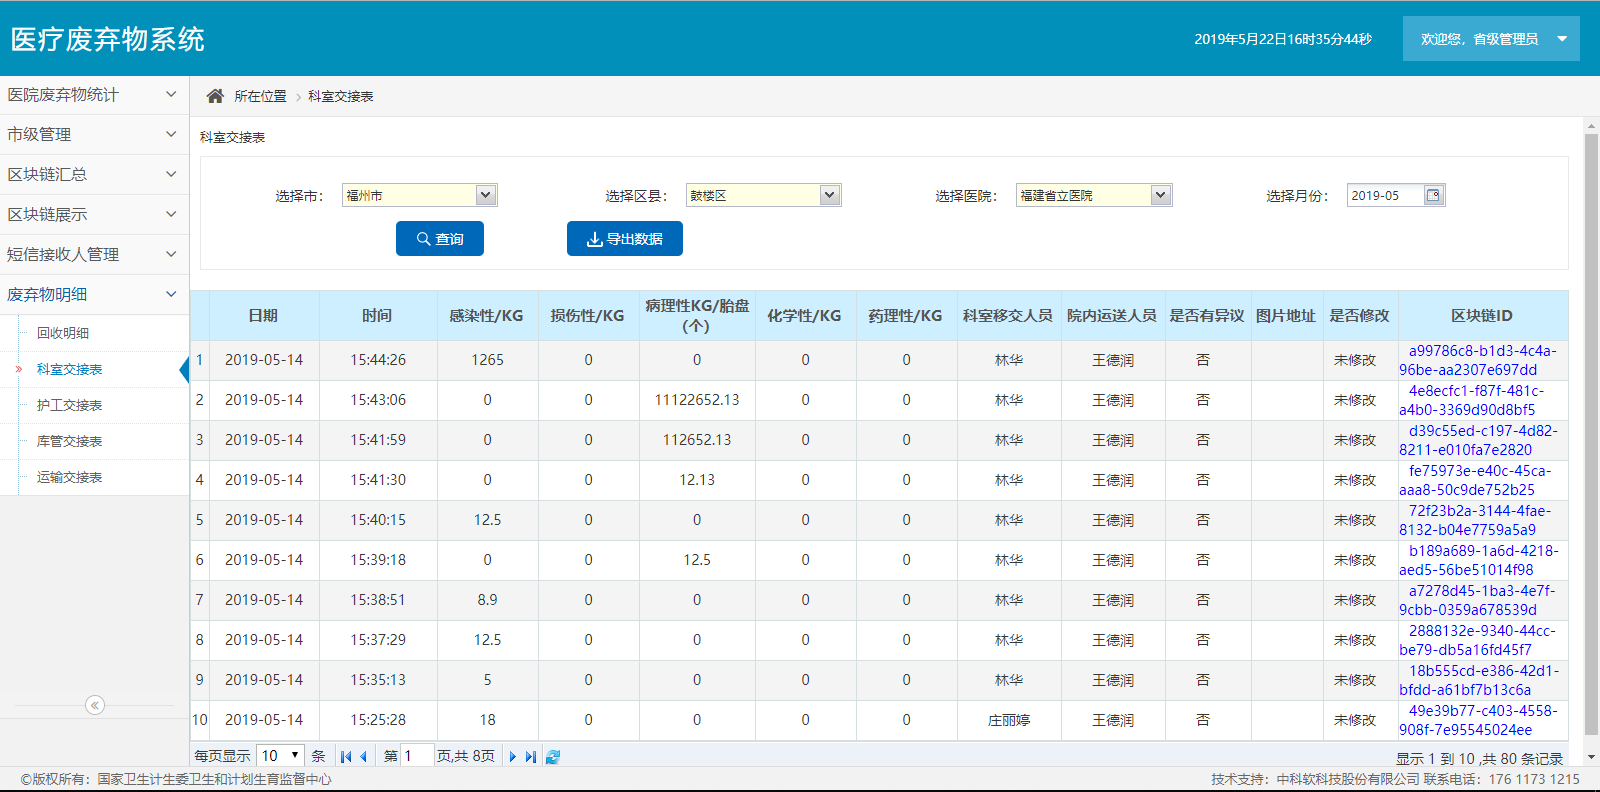 医疗废弃物系统
2019年5月22日16时35分44秒
欢迎您，省级管理员
医院废弃物统计
市级管理
区块链汇总
区块链展示
短信接收人管理
废弃物明细
回收明细
» 科室交接表
护工交接表
库管交接表
运输交接表
所在位置 > 科室交接表
科室交接表
选择市： 福州市 选择区县： 鼓楼区 选择医院： 福建省立医院 选择月份： 2019-05
查询 导出数据
日期 时间 感染性/KG 损伤性/KG 病理性KG/胎盘(个) 化学性/KG 药理性/KG 科室移交人员 院内运送人员 是否有异议 图片地址 是否修改 区块链ID
1 2019-05-14 15:44:26 1265 0 0 0 0 林华 王德润 否 未修改 a99786c8-b1d3-4c4a-96be-aa2307e697dd
2 2019-05-14 15:43:06 0 0 11122652.13 0 0 林华 王德润 否 未修改 4e8ecfc1-f87f-481c-a4b0-3369d90d8bf5
3 2019-05-14 15:41:59 0 0 112652.13 0 0 林华 王德润 否 未修改 d39c55ed-c197-4d82-8211-e010fa7e2820
4 2019-05-14 15:41:30 0 0 12.13 0 0 林华 王德润 否 未修改 fe75973e-e40c-45ca-aaa8-50c9de752b25
5 2019-05-14 15:40:15 12.5 0 0 0 0 林华 王德润 否 未修改 72f23b2a-3144-4fae-8132-b04e7759a5a9
6 2019-05-14 15:39:18 0 0 12.5 0 0 林华 王德润 否 未修改 b189a689-1a6d-4218-aed5-56be51014f98
7 2019-05-14 15:38:51 8.9 0 0 0 0 林华 王德润 否 未修改 a7278d45-1ba3-4e7f-9cbb-0359a678539d
8 2019-05-14 15:37:29 12.5 0 0 0 0 林华 王德润 否 未修改 2888132e-9340-44cc-be79-db5a16fd45f7
9 2019-05-14 15:35:13 5 0 0 0 0 林华 王德润 否 未修改 18b555cd-e386-42d1-bfdd-a61bf7b13c6a
10 2019-05-14 15:25:28 18 0 0 0 0 庄丽婷 王德润 否 未修改 49e39b77-c403-4558-908f-7e95545024ee
每页显示 10 条 第 1 页,共 8页
显示 1 到 10 ,共 80 条记录
©版权所有：国家卫生计生委卫生和计划生育监督中心
技术支持：中科软科技股份有限公司 联系电话：176 1173 1215